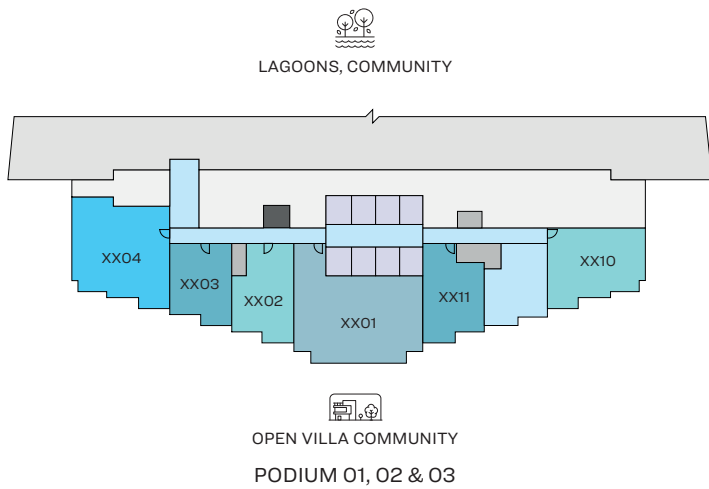 LAGOONS, COMMUNITY
XX04
XX03
XX02
XX01
XX11
XX10
OPEN VILLA COMMUNITY
PODIUM 01, 02 & 03